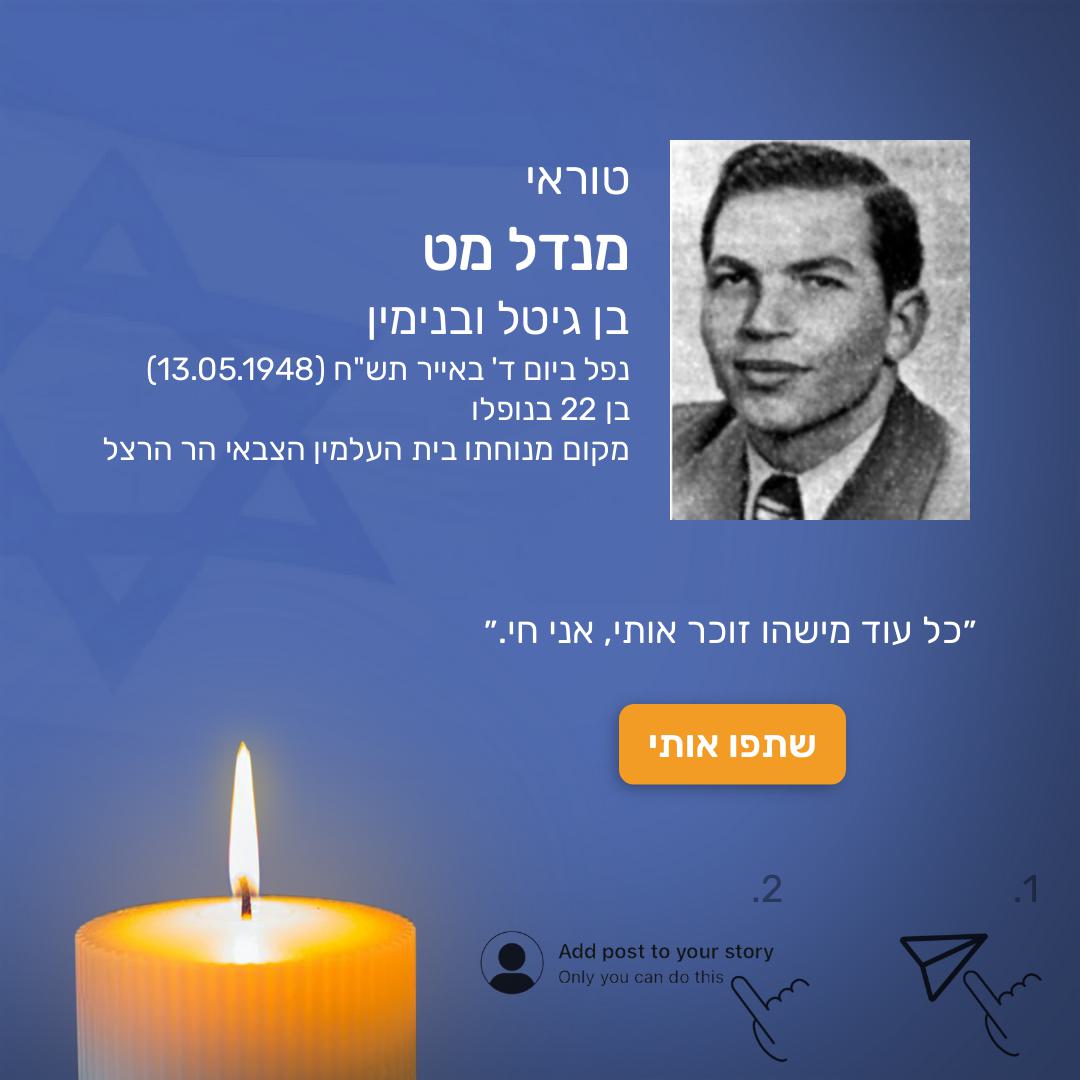 טוראי
מנדל מט
בן גיטל ובנימין
נפל ביום ד' באייר תש"ח (13.05.1948)
בן 22 בנופלו
מקום מנוחתו בית העלמין הצבאי הר הרצל
״כל עוד מישהו זוכר אותי, אני חי.״
שתפו אותי
1.
2.
Add post to your story
Only you can do this